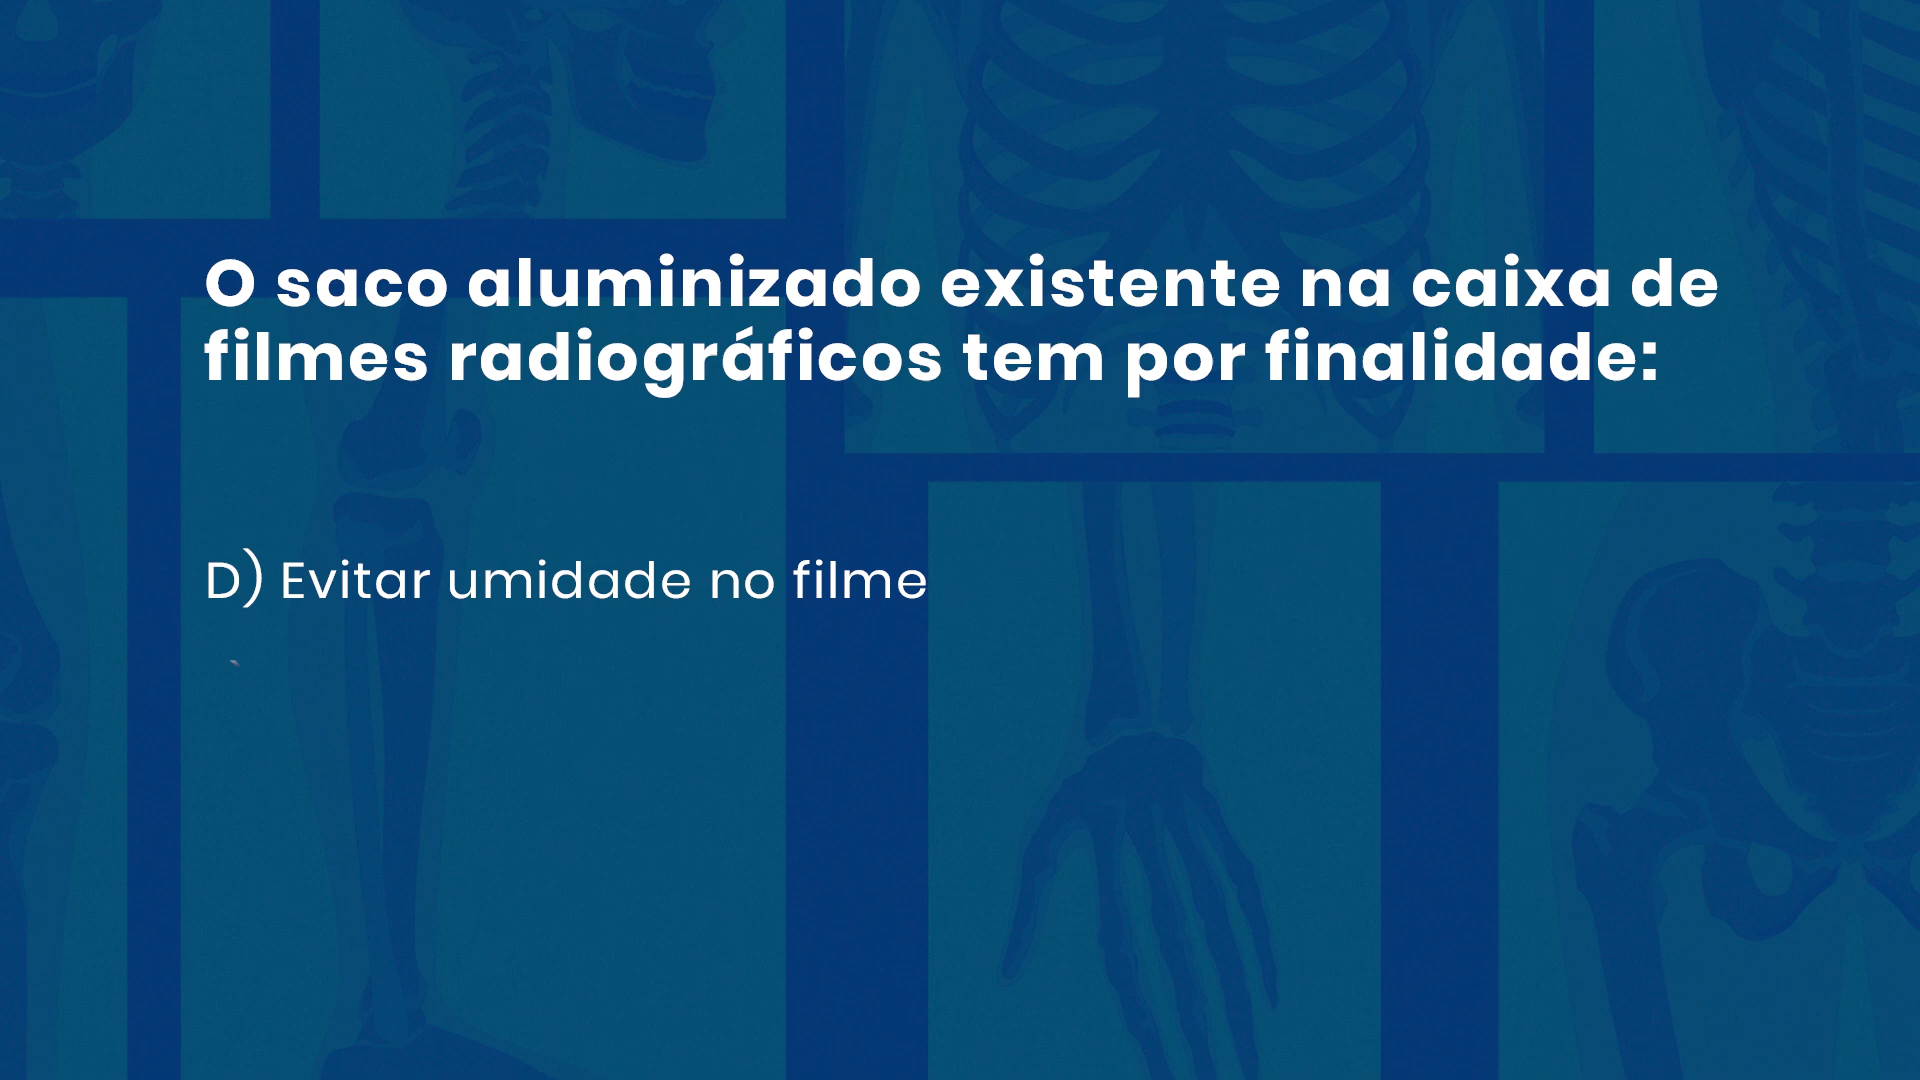 O saco aluminizado existente na caixa de
filmes radiográficos tem por finalidade:
D) Evitar umidade no filme